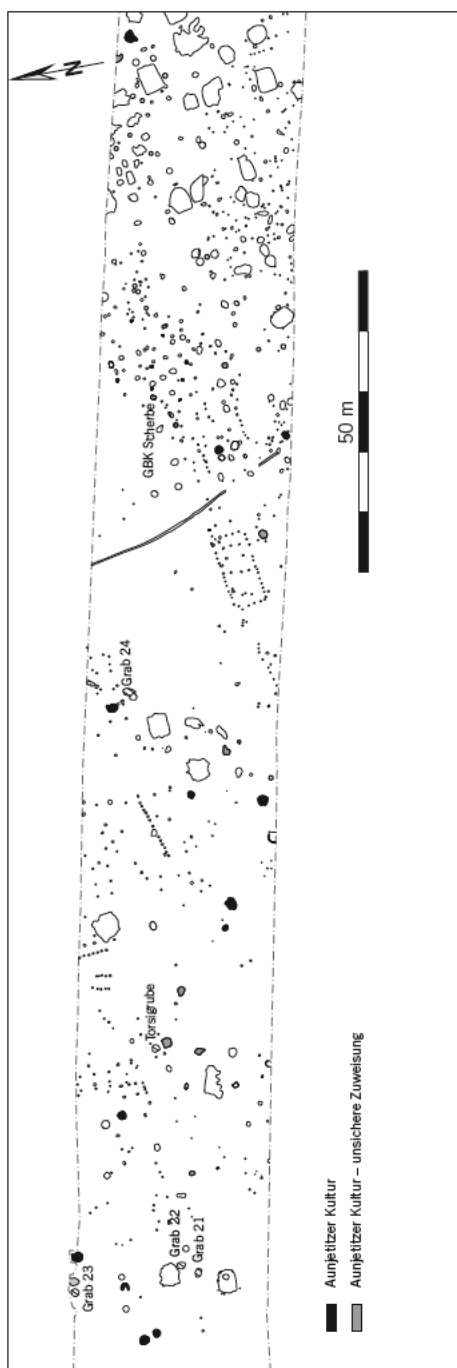 N
GBK Scherbe
50 m
Grab 24
Torsigrube
Grab 22
Grab 21
Grab 23
Aunjetitzer Kultur
Aunjetitzer Kultur – unsichere Zuweisung